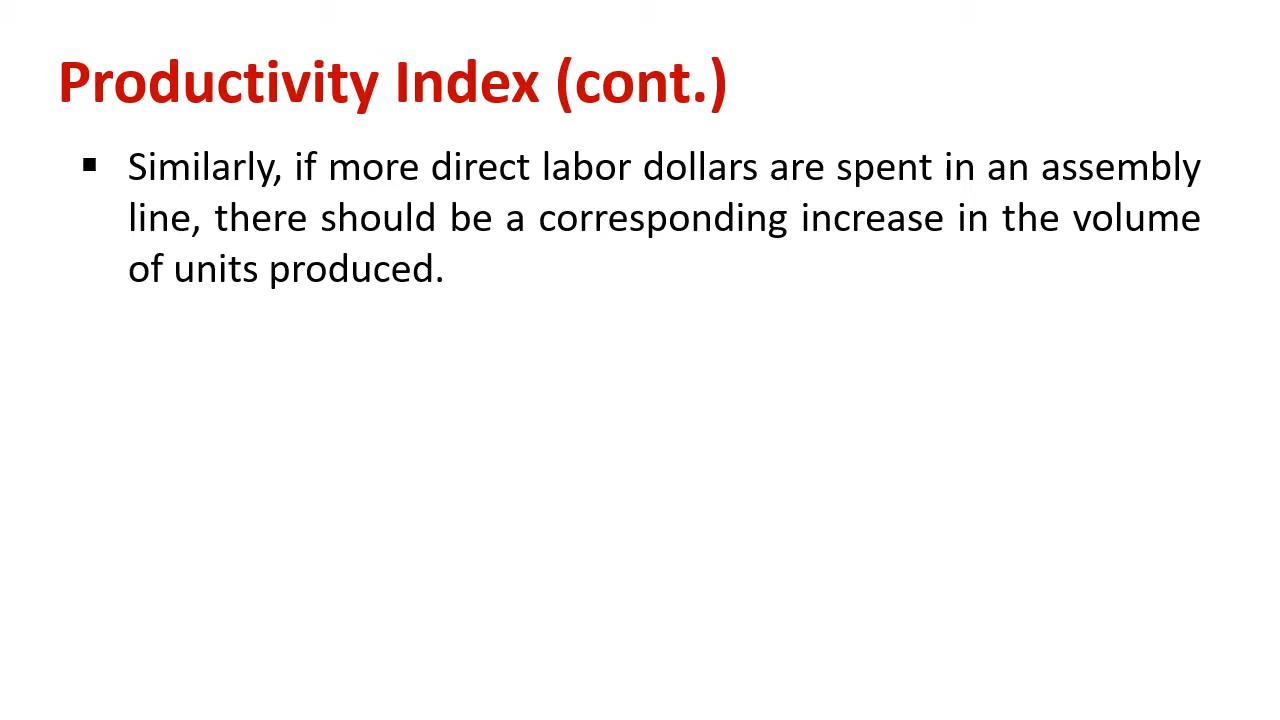 Productivity Index (cont.)
▪ Similarly, if more direct labor dollars are spent in an assembly
line, there should be a corresponding increase in the volume
of units produced.